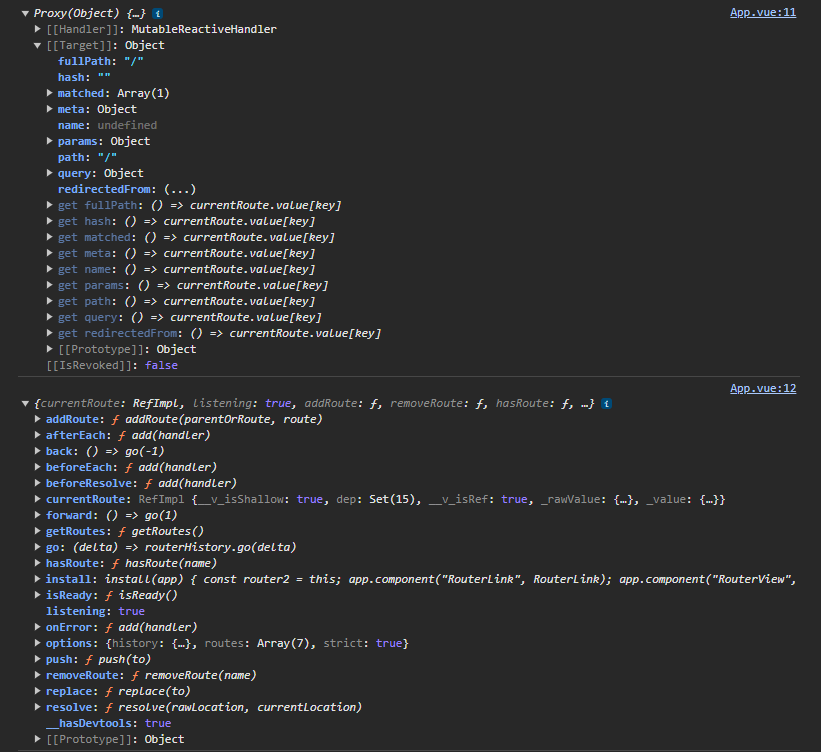 Proxy(Object) {…} i App.vue:11
[[Handler]]: MutableReactiveHandler
[[Target]]: Object
fullPath: "/"
hash: ""
matched: Array(1)
meta: Object
name: undefined
params: Object
path: "/"
query: Object
redirectedFrom: (...)
get fullPath: () => currentRoute.value[key]
get hash: () => currentRoute.value[key]
get matched: () => currentRoute.value[key]
get meta: () => currentRoute.value[key]
get name: () => currentRoute.value[key]
get params: () => currentRoute.value[key]
get path: () => currentRoute.value[key]
get query: () => currentRoute.value[key]
get redirectedFrom: () => currentRoute.value[key]
[[Prototype]]: Object
[[IsRevoked]]: false
App.vue:12
{currentRoute: RefImpl, listening: true, addRoute: ƒ, removeRoute: ƒ, hasRoute: ƒ, …} i
addRoute: ƒ addRoute(parentOrRoute, route)
afterEach: ƒ add(handler)
back: () => go(-1)
beforeEach: ƒ add(handler)
beforeResolve: ƒ add(handler)
currentRoute: RefImpl {__v_isShallow: true, dep: Set(15), __v_isRef: true, _rawValue: {…}, _value: {…}}
forward: () => go(1)
getRoutes: ƒ getRoutes()
go: (delta) => routerHistory.go(delta)
hasRoute: ƒ hasRoute(name)
install: install(app) { const router2 = this; app.component("RouterLink", RouterLink); app.component("RouterView",
isReady: ƒ isReady()
listening: true
onError: ƒ add(handler)
options: {history: {…}, routes: Array(7), strict: true}
push: ƒ push(to)
removeRoute: ƒ removeRoute(name)
replace: ƒ replace(to)
resolve: ƒ resolve(rawLocation, currentLocation)
__hasDevtools: true
[[Prototype]]: Object